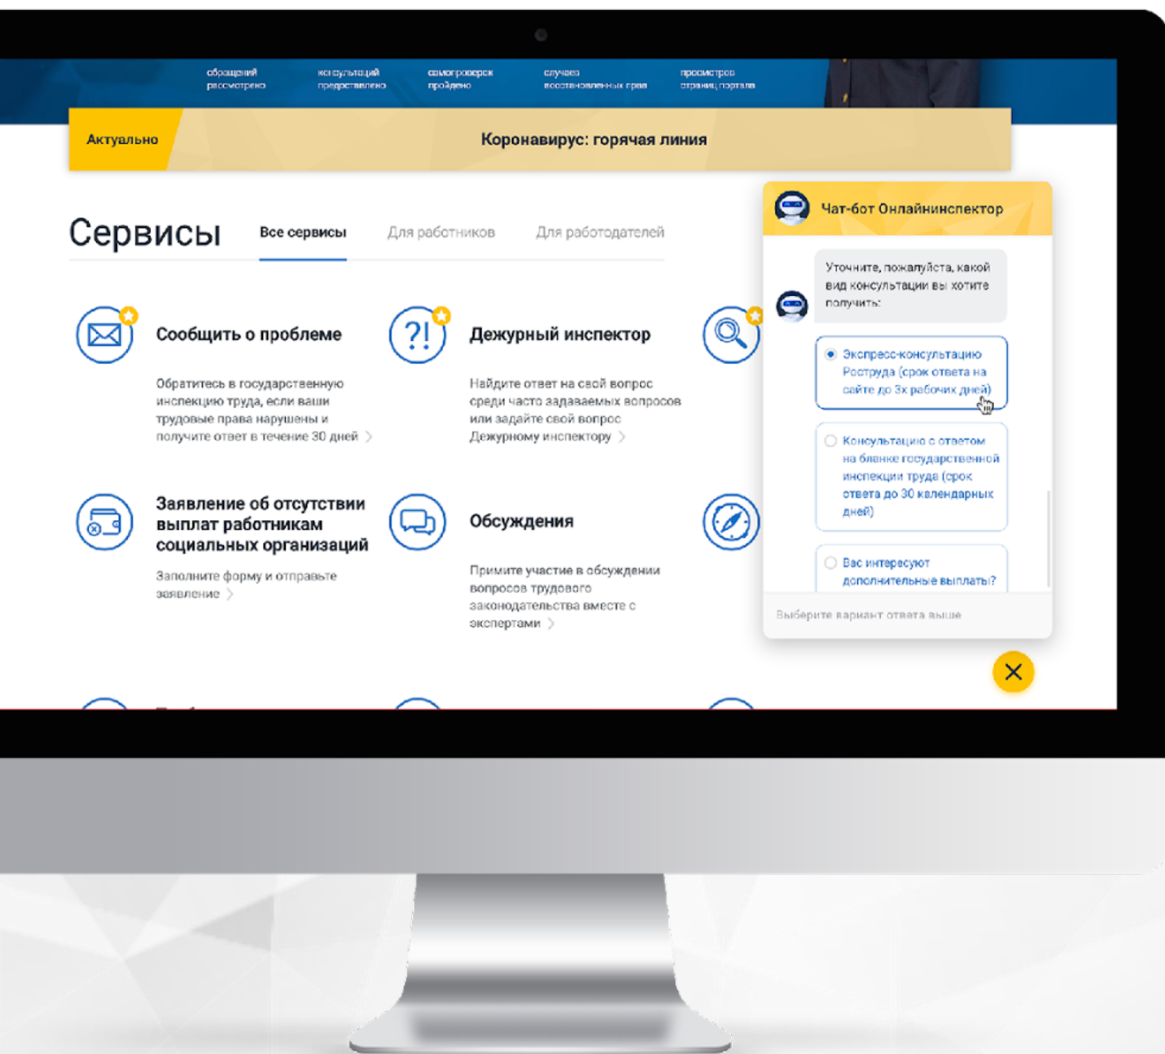 обращений
рассмотрено
консультаций
предоставлено
самопроверок
пройдено
случаев
восстановленных прав
просмотров
страниц портала
Актуально
Коронавирус: горячая линия
Сервисы
Все сервисы
Для работников
Для работодателей
Сообщить о проблеме
Обратитесь в государственную
инспекцию труда, если ваши
трудовые права нарушены и
получите ответ в течение 30 дней >
?!
Дежурный инспектор
Найдите ответ на свой вопрос
среди часто задаваемых вопросов
или задайте свой вопрос
Дежурному инспектору >
Заявление об отсутствии
выплат работникам
социальных организаций
Заполните форму и отправьте
заявление >
Обсуждения
Примите участие в обсуждении
вопросов трудового
законодательства вместе с
экспертами >
Чат-бот Онлайнинспектор
Уточните, пожалуйста, какой
вид консультации вы хотите
получить:
Экспресс-консультацию
Роструда (срок ответа на
сайте до 3х рабочих дней)
Консультацию с ответом
на бланке государственной
инспекции труда (срок
ответа до 30 календарных
дней)
Вас интересуют
дополнительные выплаты?
Выберите вариант ответа выше